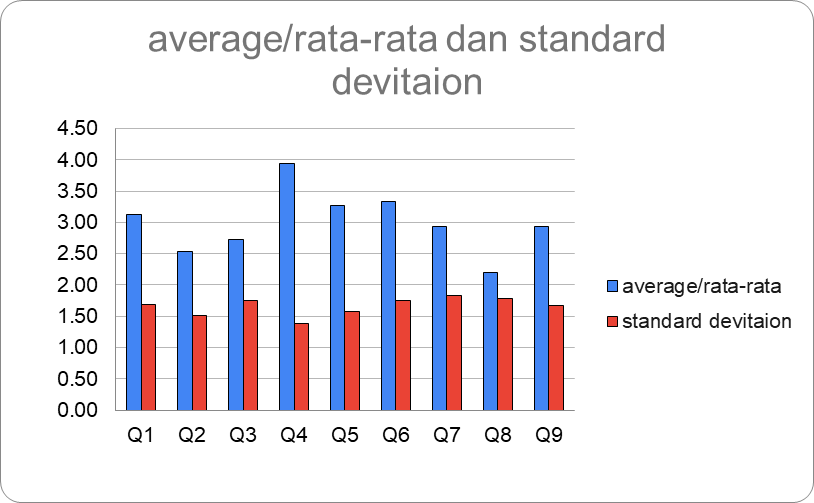 average/rata-rata dan standard
devitaion
4.50
4.00
3.50
3.00
2.50
2.00
1.50
1.00
0.50
0.00
Q1 Q2 Q3 Q4 Q5 Q6 Q7 Q8 Q9
average/rata-rata
standard devitaion